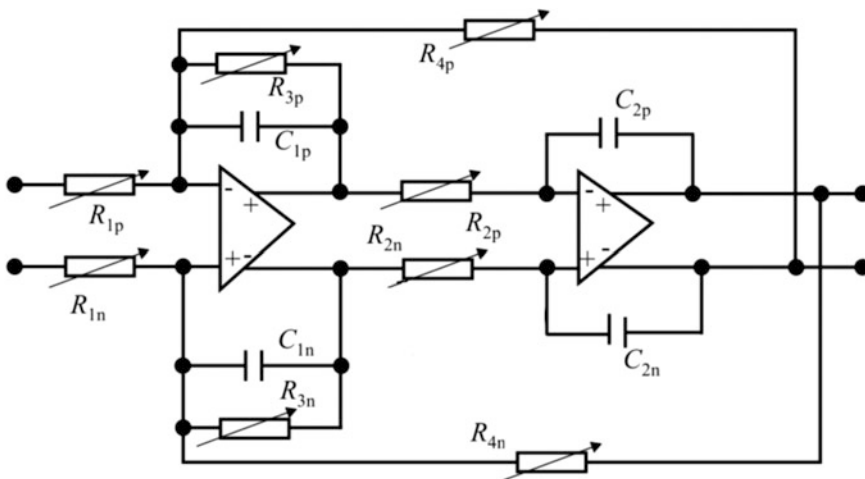 R4p
R3p
C2p
C1p
-
+
-
+
R1p
R2p
R2n
+
-
+
-
R1n
C1n
C2n
R3n
R4n